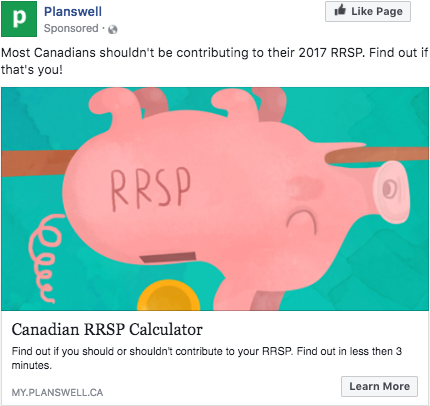 p
Planswell
Sponsored ·
Like Page
Most Canadians shouldn't be contributing to their 2017 RRSP. Find out if
that's you!
RRSP
Canadian RRSP Calculator
Find out if you should or shouldn't contribute to your RRSP. Find out in less then 3
minutes.
MY.PLANSWELL.CA
Learn More